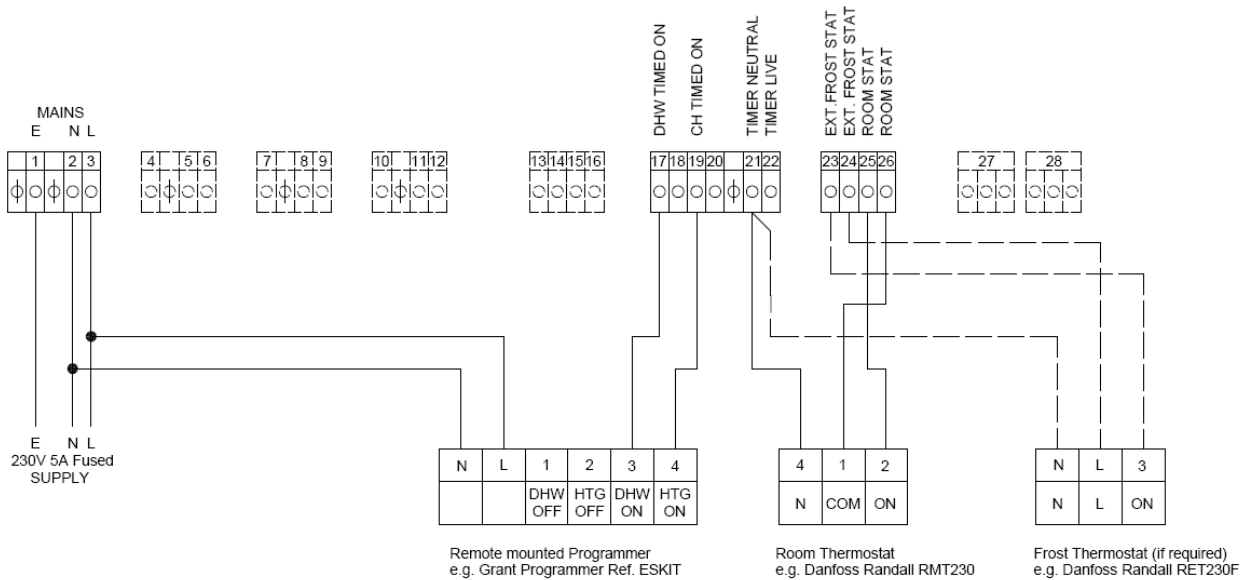 DHW TIMED ON
CH TIMED ON
TIMER NEUTRAL
TIMER LIVE
EXT.FROST STAT
EXT. FROST STAT
ROOM STAT
ROOM STAT
MAINS
E N L
1 2 3 4 5 6 7 8 9 10 11 12 13 14 15 16 17 18 19 20 21 22 23 24 25 26 27 28
E N L
230V 5A Fused
SUPPLY
N L 1 2 3 4
DHW OFF HTG OFF DHW ON HTG ON
4 1 2
N COM ON
N L 3
N L ON
Remote mounted Programmer
e.g. Grant Programmer Ref. ESKIT
Room Thermostat
e.g. Danfoss Randall RMT230
Frost Thermostat (if required)
e.g. Danfoss Randall RET230F